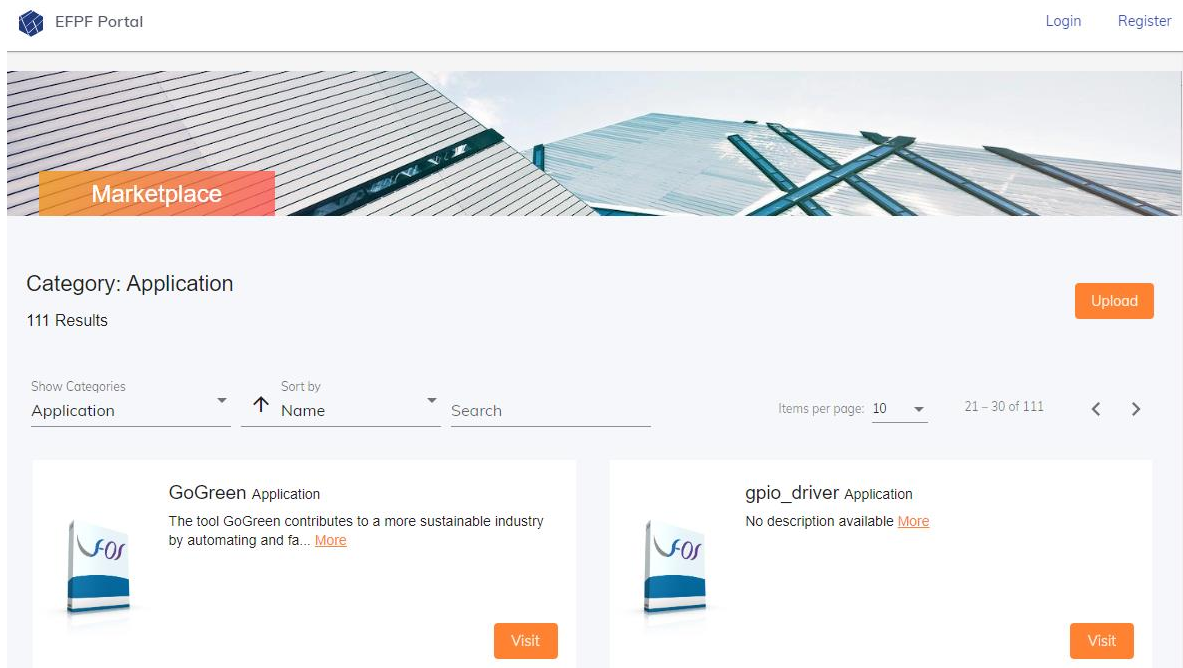 EFPF Portal
Login
Register
Marketplace
Category: Application
111 Results
Upload
Show Categories
Application
Sort by
Name
Search
Items per page: 10
21 – 30 of 111
GoGreen Application
The tool GoGreen contributes to a more sustainable industry
by automating and fa... More
Visit
gpio_driver Application
No description available More
Visit